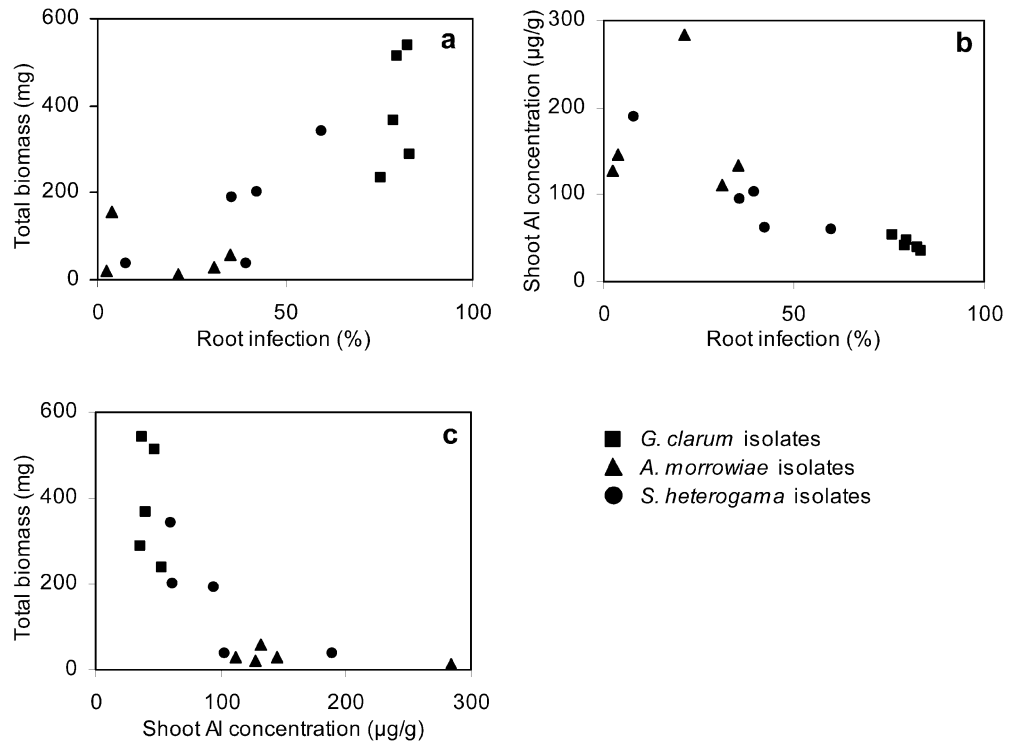 600
400
200
0
a
Total biomass (mg)
0
50
100
Root infection (%)
300
200
100
0
b
Shoot Al concentration (µg/g)
0
50
100
Root infection (%)
600
400
200
0
c
Total biomass (mg)
0
100
200
300
Shoot Al concentration (µg/g)
G. clarum isolates
A. morrowiae isolates
S. heterogama isolates